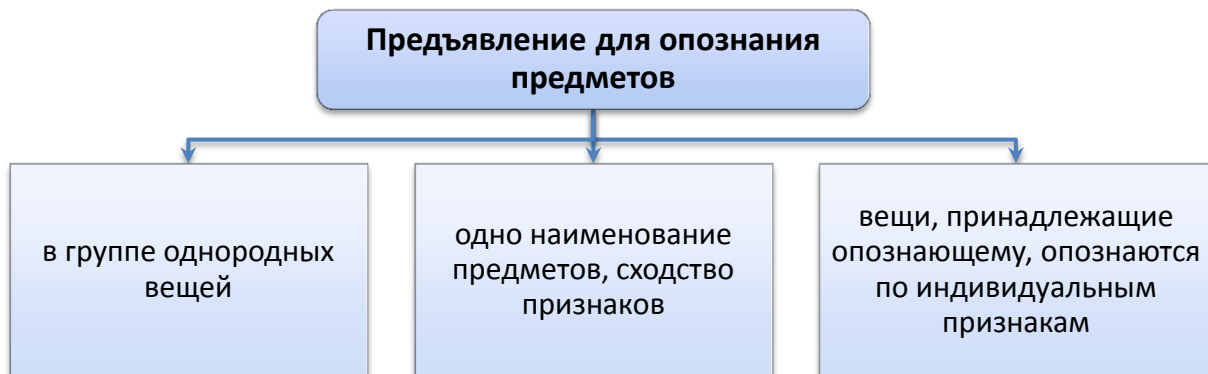 Предъявление для опознания
предметов
в группе однородных
вещей
одно наименование
предметов, сходство
признаков
вещи, принадлежащие
опознающему, опознаются
по индивидуальным
признакам